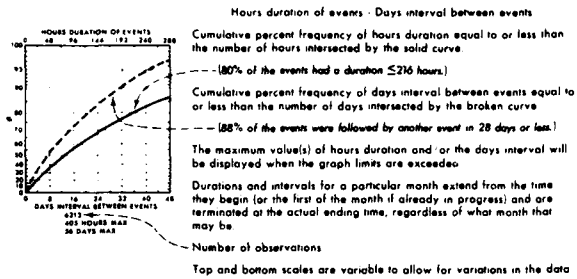 Hours duration of events · Days interval between events
HOURS DURATION OF EVENTS
0 48 96 144 192 240 288
Cumulative percent frequency of hours duration equal to or less than
the number of hours intersected by the solid curve.
(80% of the events had a duration ≤216 hours.)
Cumulative percent frequency of days interval between events equal to
or less than the number of days intersected by the broken curve
(88% of the events were followed by another event in 28 days or less.)
The maximum value(s) of hours duration and/or the days interval will
be displayed when the graph limits are exceeded
Durations and intervals for a particular month extend from the time
they begin (or the first of the month if already in progress) and are
terminated at the actual ending time, regardless of what month that
may be.
100
95
90
80
70
60
50
40
30
20
10
0 8 16 24 32 40 48
DAYS INTERVAL BETWEEN EVENTS
6213
405 HOURS MAX
56 DAYS MAX
Number of observations
Top and bottom scales are variable to allow for variations in the data